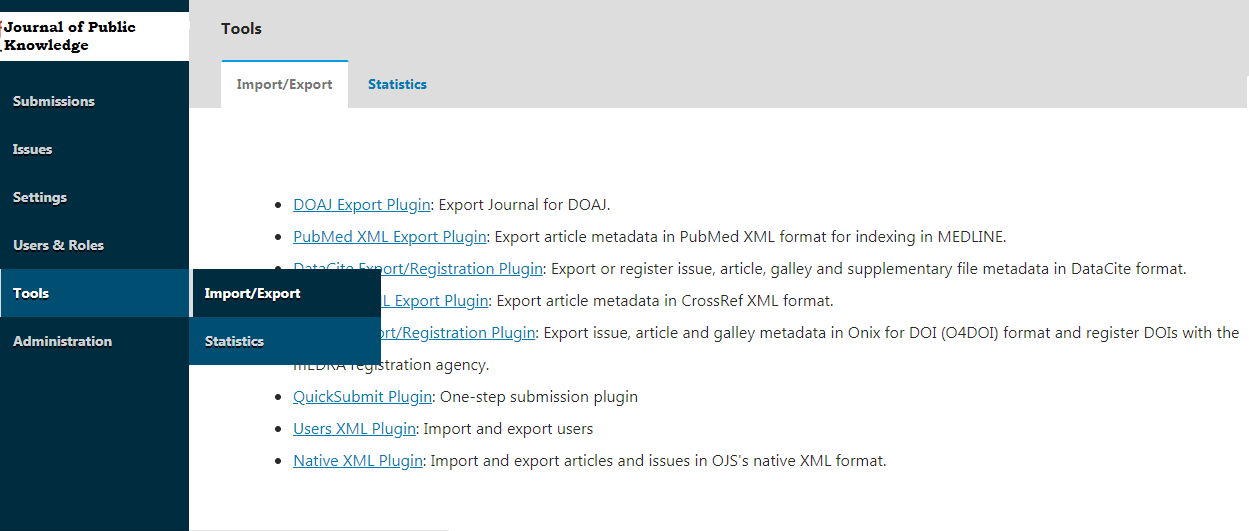 Journal of Public
Knowledge
Submissions
Issues
Settings
Users & Roles
Tools
Administration
Import/Export
Statistics
Tools
Import/Export
Statistics
DOAJ Export Plugin: Export Journal for DOAJ.
PubMed XML Export Plugin: Export article metadata in PubMed XML format for indexing in MEDLINE.
DataCite Export/Registration Plugin: Export or register issue, article, galley and supplementary file metadata in DataCite format.
L Export Plugin: Export article metadata in CrossRef XML format.
ort/Registration Plugin: Export issue, article and galley metadata in Onix for DOI (O4DOI) format and register DOIs with the
mEDRA registration agency.
QuickSubmit Plugin: One-step submission plugin
Users XML Plugin: Import and export users
Native XML Plugin: Import and export articles and issues in OJS's native XML format.